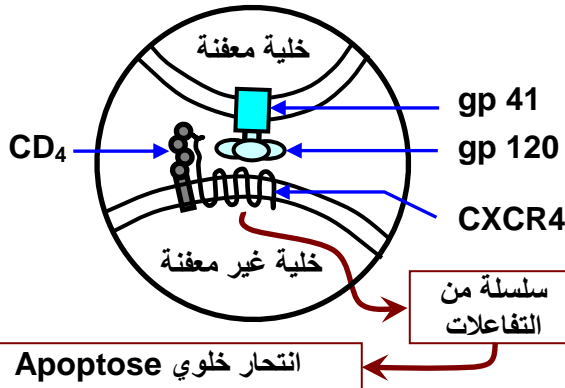 خلية معفنة
gp 41
CD4
gp 120
CXCR4
خلية غير معفنة
سلسلة من
التفاعلات
انتحار خلوي Apoptose